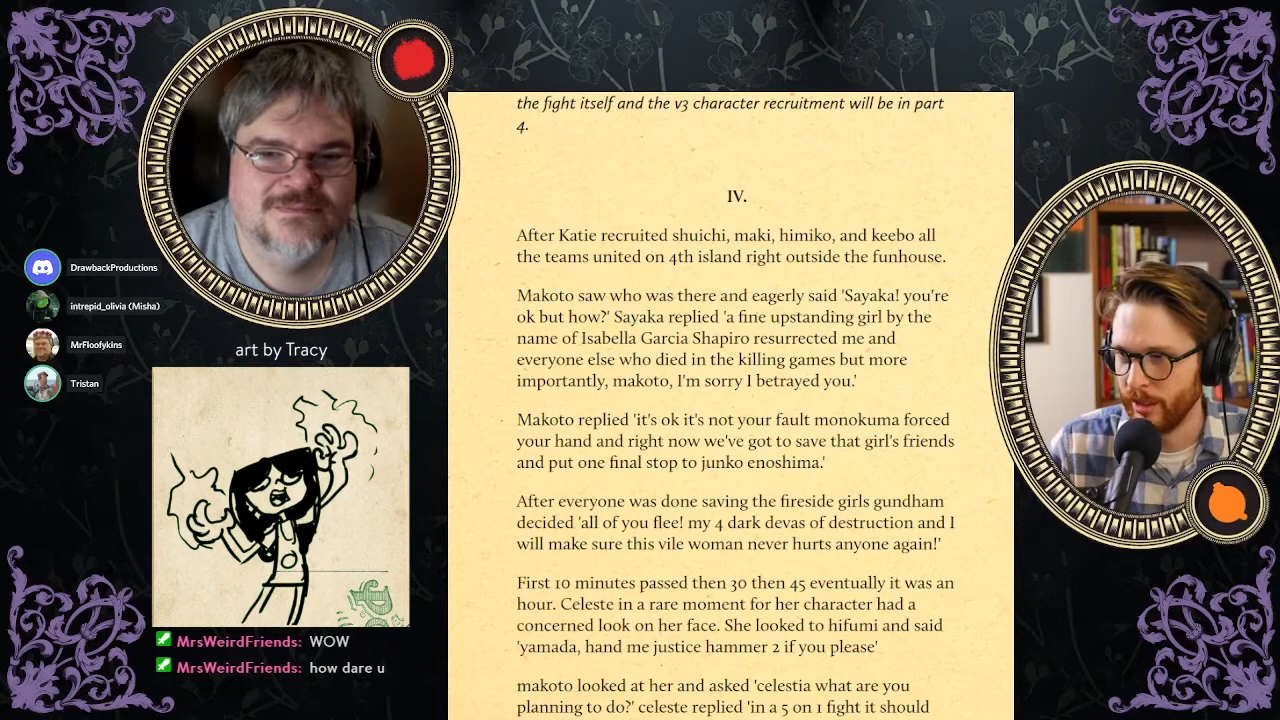 the fight itself and the v3 character recruitment will be in part
4.
IV.
After Katie recruited shuichi, maki, himiko, and keebo all
the teams united on 4th island right outside the funhouse.
Makoto saw who was there and eagerly said 'Sayaka! you're
ok but how?' Sayaka replied 'a fine upstanding girl by the
name of Isabella Garcia Shapiro resurrected me and
everyone else who died in the killing games but more
importantly, makoto, I'm sorry I betrayed you.'
Makoto replied 'it's ok it's not your fault monokuma forced
your hand and right now we've got to save that girl's friends
and put one final stop to junko enoshima.'
After everyone was done saving the fireside girls gundham
decided 'all of you flee! my 4 dark devas of destruction and I
will make sure this vile woman never hurts anyone again!'
First 10 minutes passed then 30 then 45 eventually it was an
hour. Celeste in a rare moment for her character had a
concerned look on her face. She looked to hifumi and said
'yamada, hand me justice hammer 2 if you please'
makoto looked at her and asked 'celestia what are you
planning to do?' celeste replied 'in a 5 on 1 fight it should
DrawbackProductions
intrepid_olivia (Misha)
MrFloofykins
Tristan
art by Tracy
MrsWeirdFriends: WOW
MrsWeirdFriends: how dare u